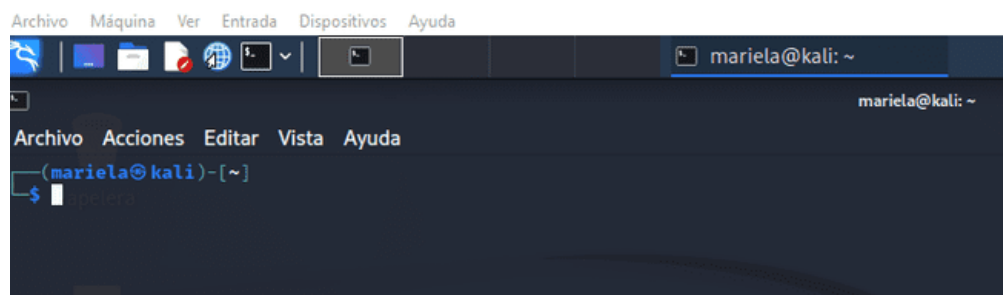 Archivo Máquina Ver Entrada Dispositivos Ayuda
mariela@kali: ~
mariela@kali: ~
Archivo Acciones Editar Vista Ayuda
(mariela㉿kali)-[~]
$